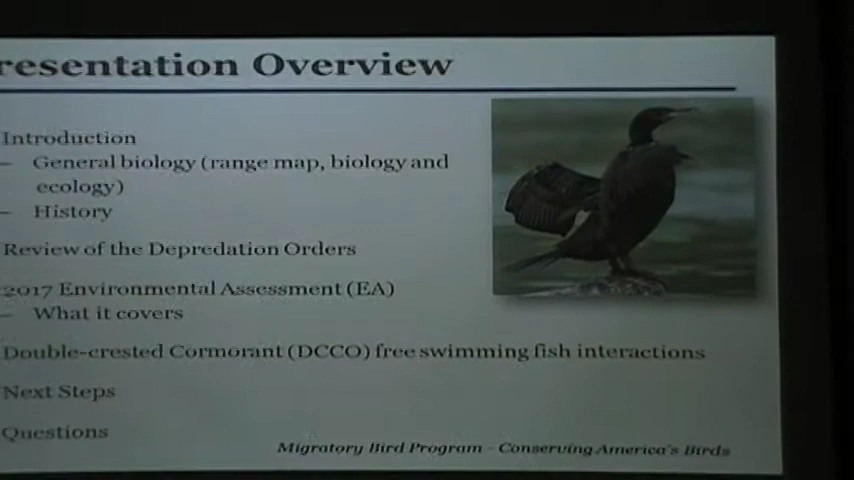 resentation Overview
Introduction
– General biology (range map, biology and
ecology)
– History
Review of the Depredation Orders
2017 Environmental Assessment (EA)
– What it covers
Double-crested Cormorant (DCCO) free swimming fish interactions
Next Steps
Questions
Migratory Bird Program - Conserving America's Birds